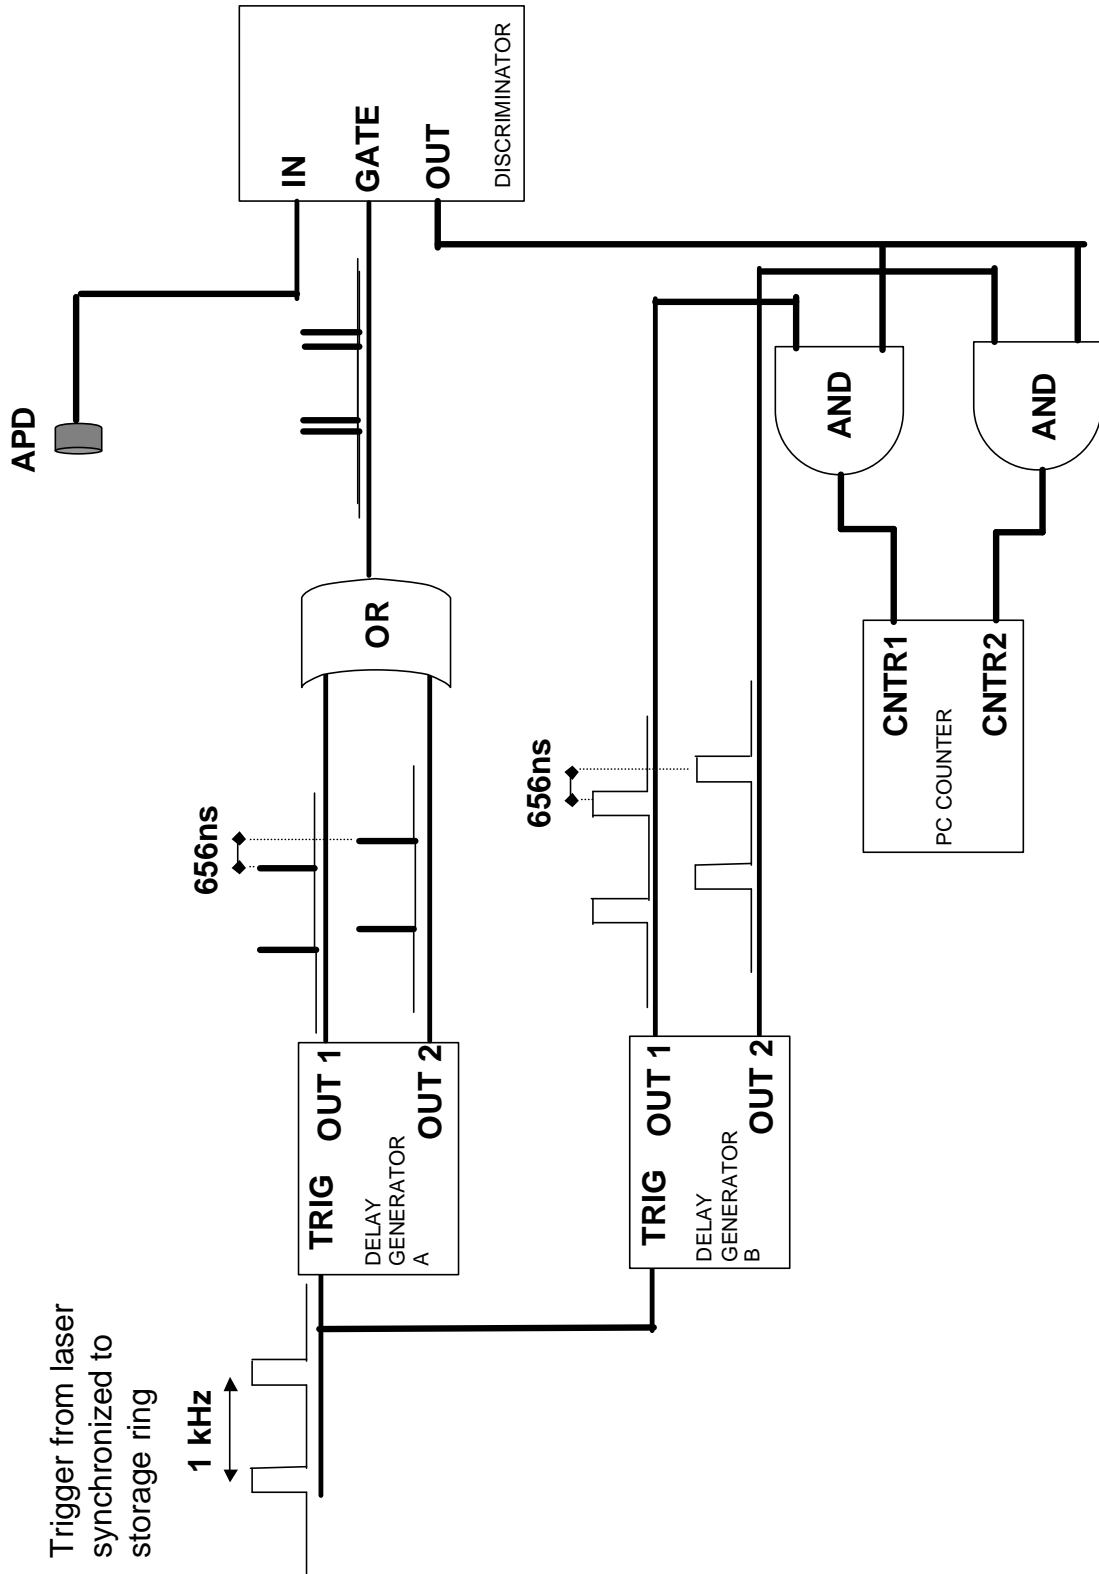 Trigger from laser
synchronized to
storage ring
1 kHz
TRIG
OUT 1
OUT 2
DELAY
GENERATOR
A
656ns
OR
APD
IN
GATE
OUT
DISCRIMINATOR
TRIG
OUT 1
OUT 2
DELAY
GENERATOR
B
656ns
AND
AND
CNTR1
CNTR2
PC COUNTER